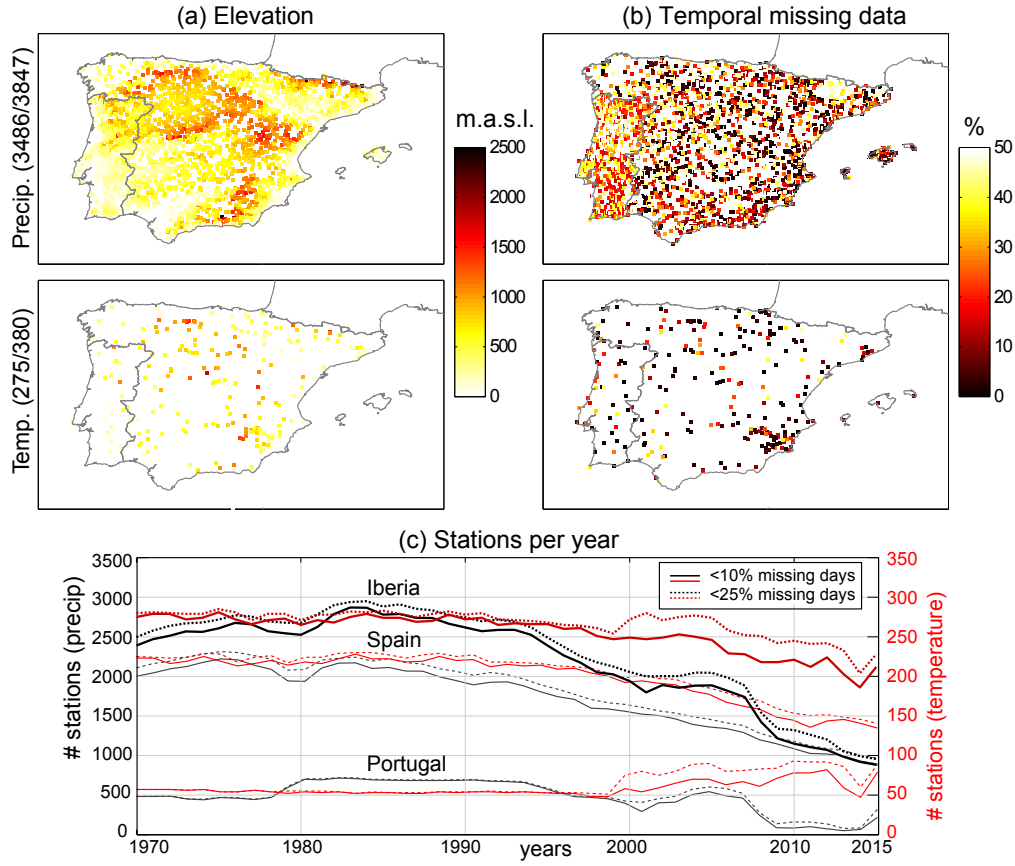 (a) Elevation
(b) Temporal missing data
Precip. (3486/3847)
m.a.s.l.
2500
2000
1500
1000
500
0
%
50
40
30
20
10
0
Temp. (275/380)
(c) Stations per year
# stations (precip)
3500
3000
2500
2000
1500
1000
500
0
Iberia
Spain
Portugal
<10% missing days
<25% missing days
350
300
250
200
150
100
50
0
# stations (temperature)
1970
1980
1990
2000
2010
2015
years